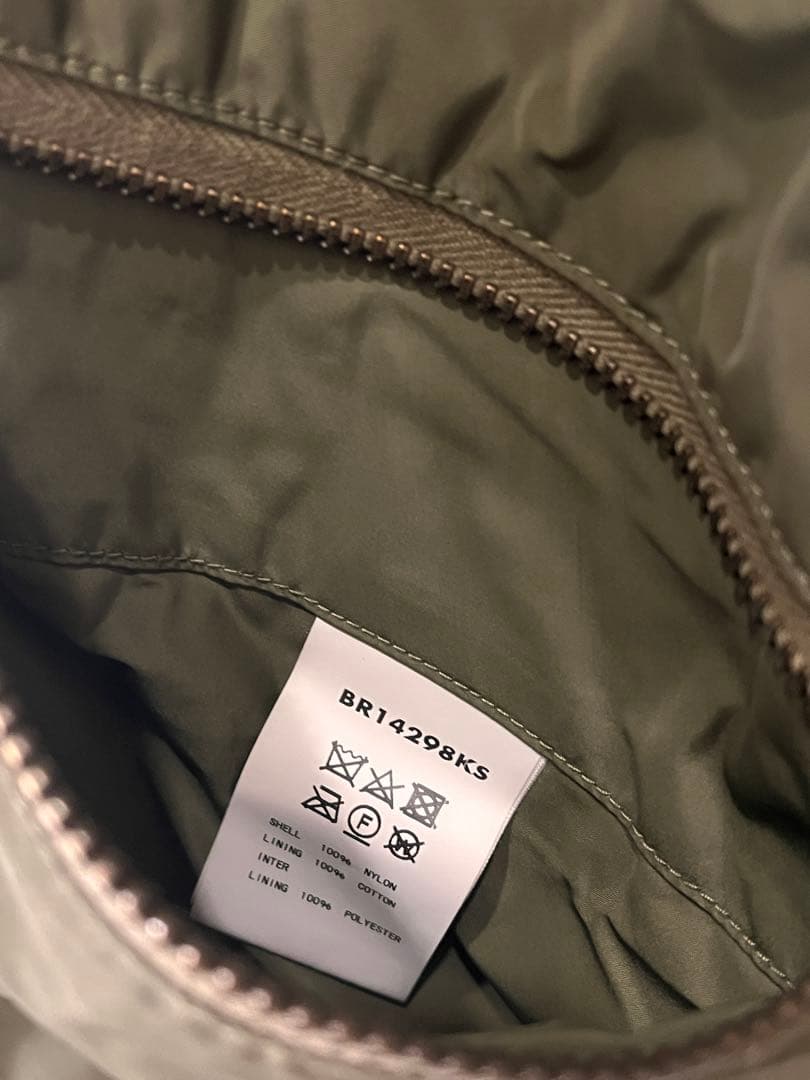 BR14298KS
F
W
SHELL 100% NYLON
LINING 100% COTTON
INTER
LINING 100% POLYESTER